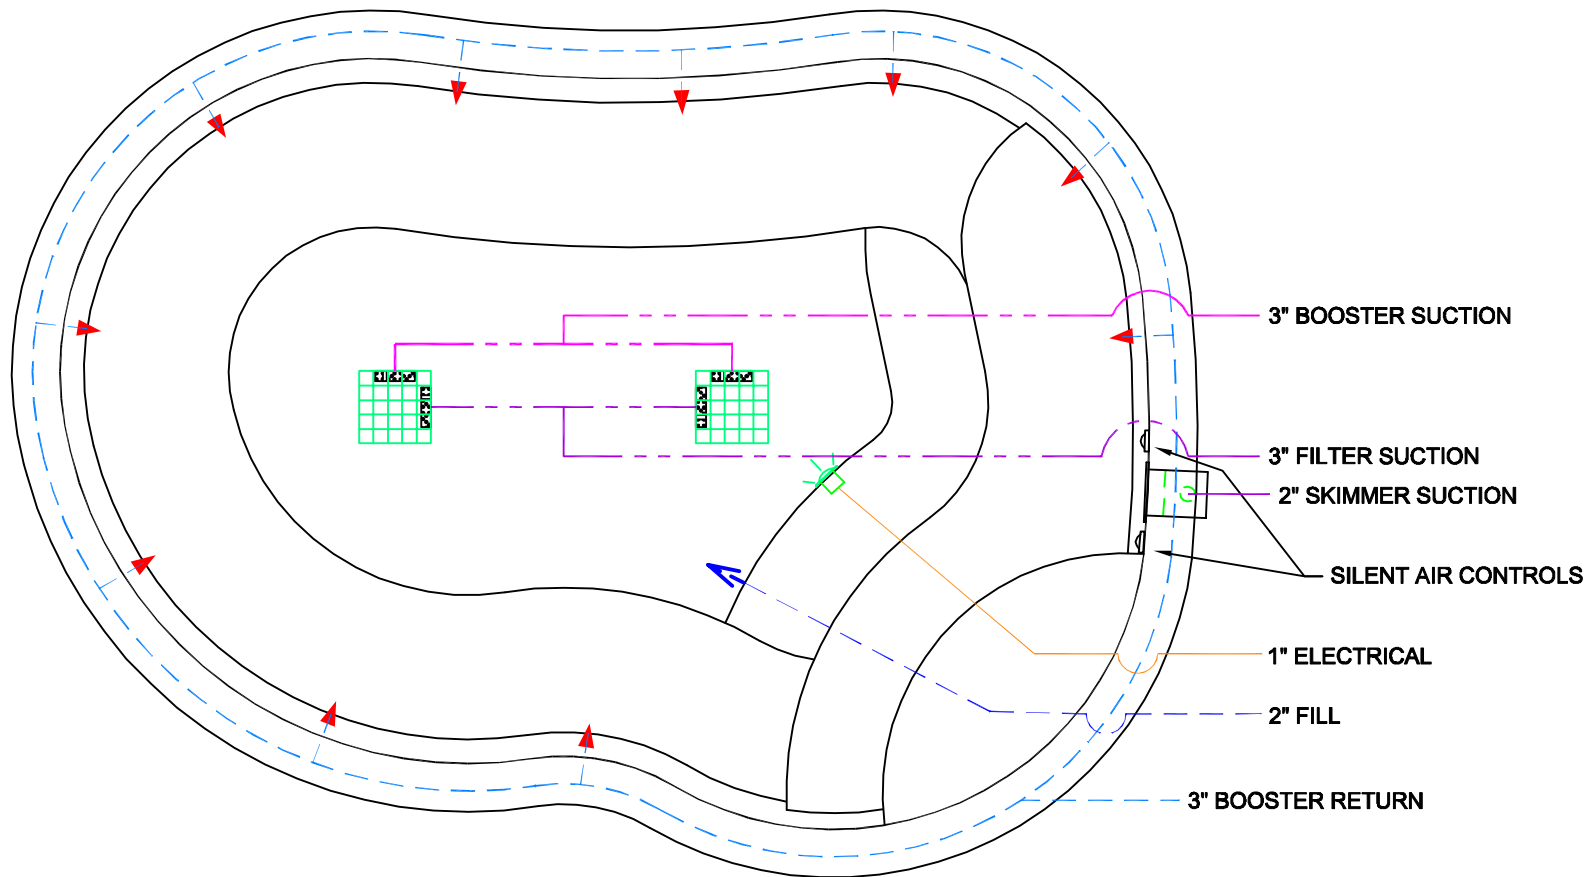 3" BOOSTER SUCTION
3" FILTER SUCTION
2" SKIMMER SUCTION
SILENT AIR CONTROLS
1" ELECTRICAL
2" FILL
3" BOOSTER RETURN